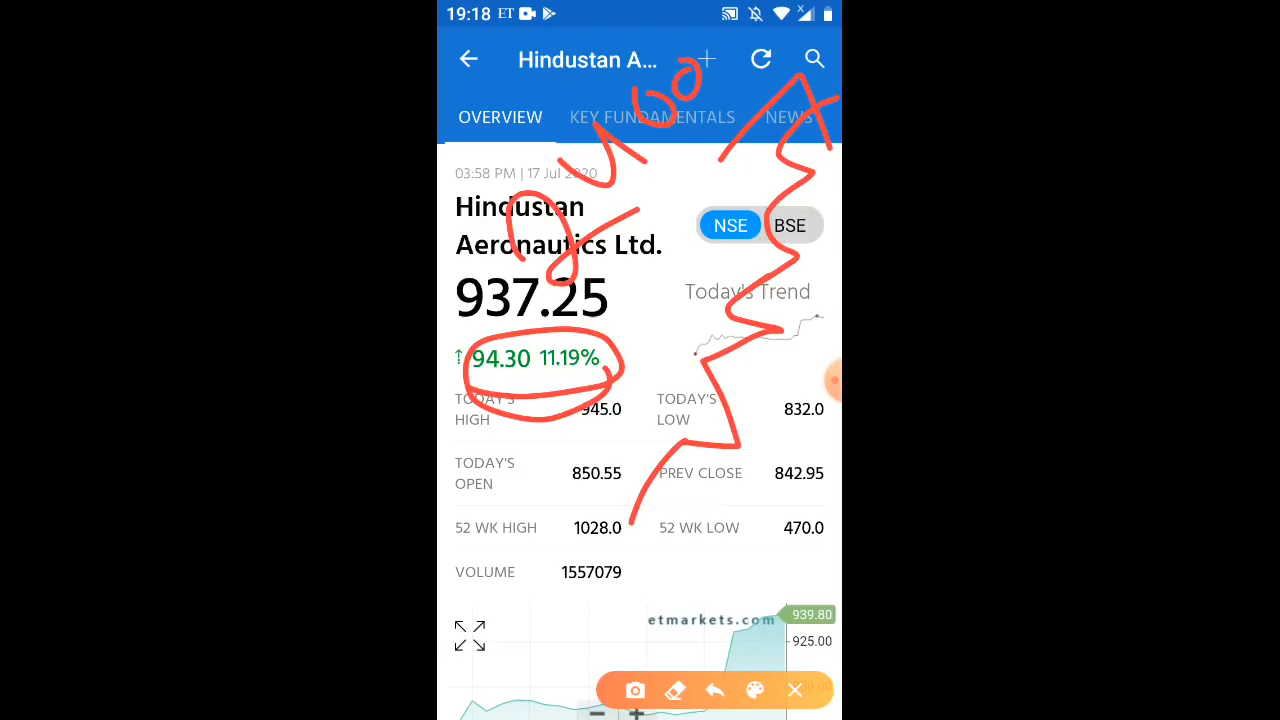 19:18 ET
Hindustan A...
OVERVIEW KEY FUNDAMENTALS NEWS
03:58 PM | 17 Jul 2020
Hindustan
Aeronautics Ltd.
NSE BSE
937.25
Today's Trend
94.30 11.19%
TODAY'S HIGH 945.0
TODAY'S LOW 832.0
TODAY'S OPEN 850.55
PREV CLOSE 842.95
52 WK HIGH 1028.0
52 WK LOW 470.0
VOLUME 1557079
etmarkets.com
939.80
925.00